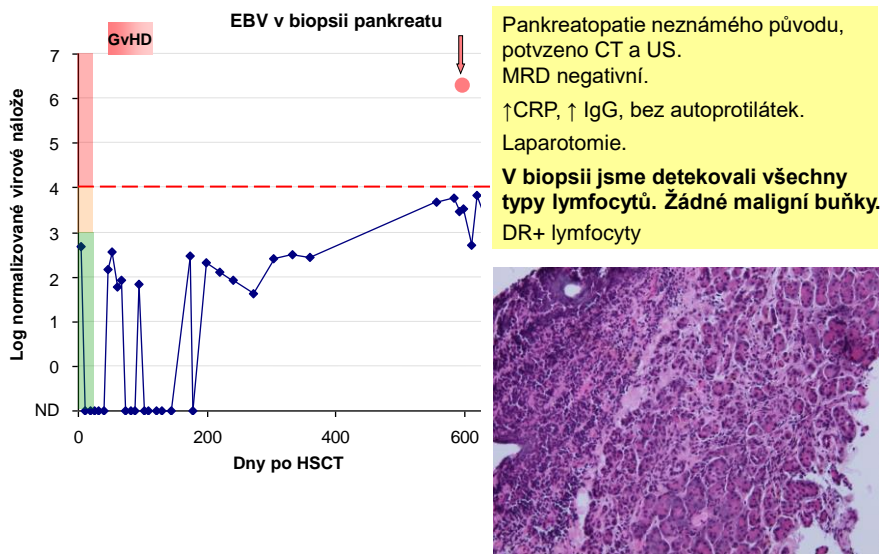 EBV v biopsii pankreatu
GvHD
Log normalizované virové nálože
7
6
5
4
3
2
1
0
ND
0
200
400
600
Dny po HSCT
Pankreatopatie neznámého původu,
potvzeno CT a US.
MRD negativní.
↑CRP, ↑ IgG, bez autoprotilátek.
Laparotomie.
V biopsii jsme detekovali všechny
typy lymfocytů. Žádné maligní buňky.
DR+ lymfocyty